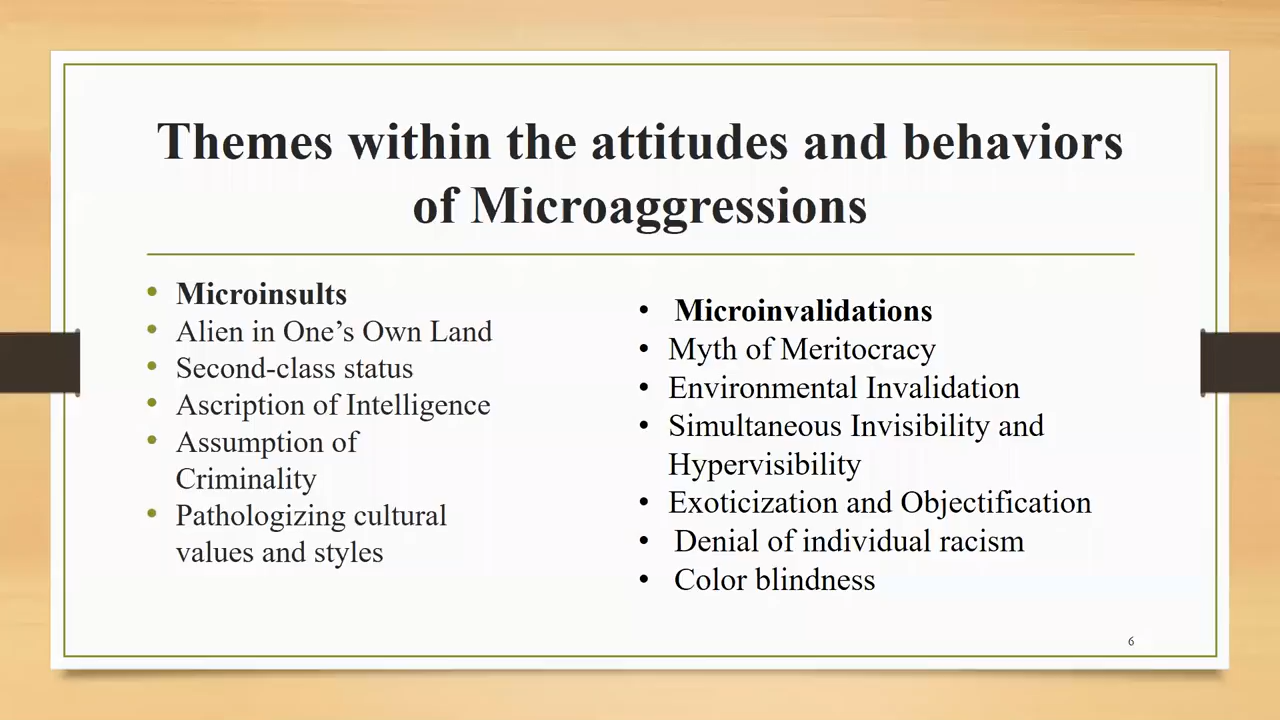 Themes within the attitudes and behaviors
of Microaggressions
• Microinsults
• Alien in One’s Own Land
• Second-class status
• Ascription of Intelligence
• Assumption of
Criminality
• Pathologizing cultural
values and styles
• Microinvalidations
• Myth of Meritocracy
• Environmental Invalidation
• Simultaneous Invisibility and
Hypervisibility
• Exoticization and Objectification
• Denial of individual racism
• Color blindness
6